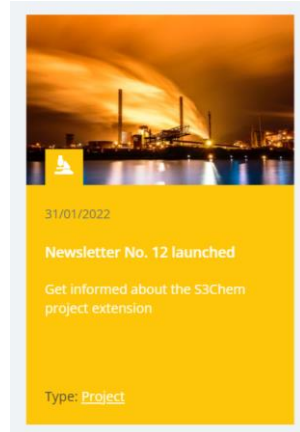 31/01/2022
Newsletter No. 12 launched
Get informed about the S3Chem
project extension
Type: Project